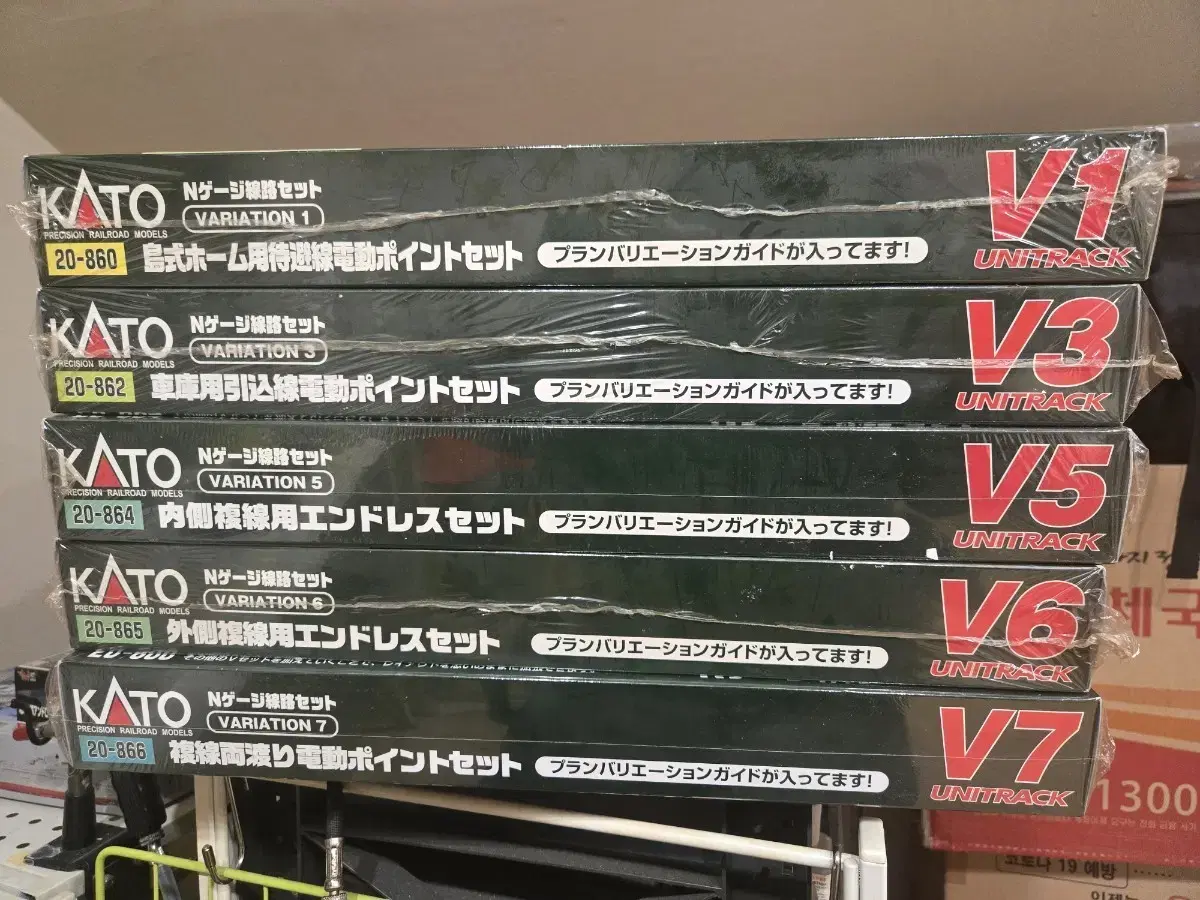 KATO
PRECISION RAILROAD MODELS
Nゲージ線路セット
VARIATION 1
20-860
島式ホーム用待避線電動ポイントセット
プランバリエーションガイドが入ってます!
V1
UNITRACK
KATO
PRECISION RAILROAD MODELS
Nゲージ線路セット
VARIATION 3
20-862
車庫用引込線電動ポイントセット
プランバリエーションガイドが入ってます!
V3
UNITRACK
KATO
PRECISION RAILROAD MODELS
Nゲージ線路セット
VARIATION 5
20-864
内側複線用エンドレスセット
プランバリエーションガイドが入ってます!
V5
UNITRACK
KATO
PRECISION RAILROAD MODELS
Nゲージ線路セット
VARIATION 6
20-865
外側複線用エンドレスセット
プランバリエーションガイドが入ってます!
V6
UNITRACK
KATO
PRECISION RAILROAD MODELS
Nゲージ線路セット
VARIATION 7
20-866
複線両渡り電動ポイントセット
プランバリエーションガイドが入ってます!
V7
UNITRACK
체국
1300
코로나 19 예방